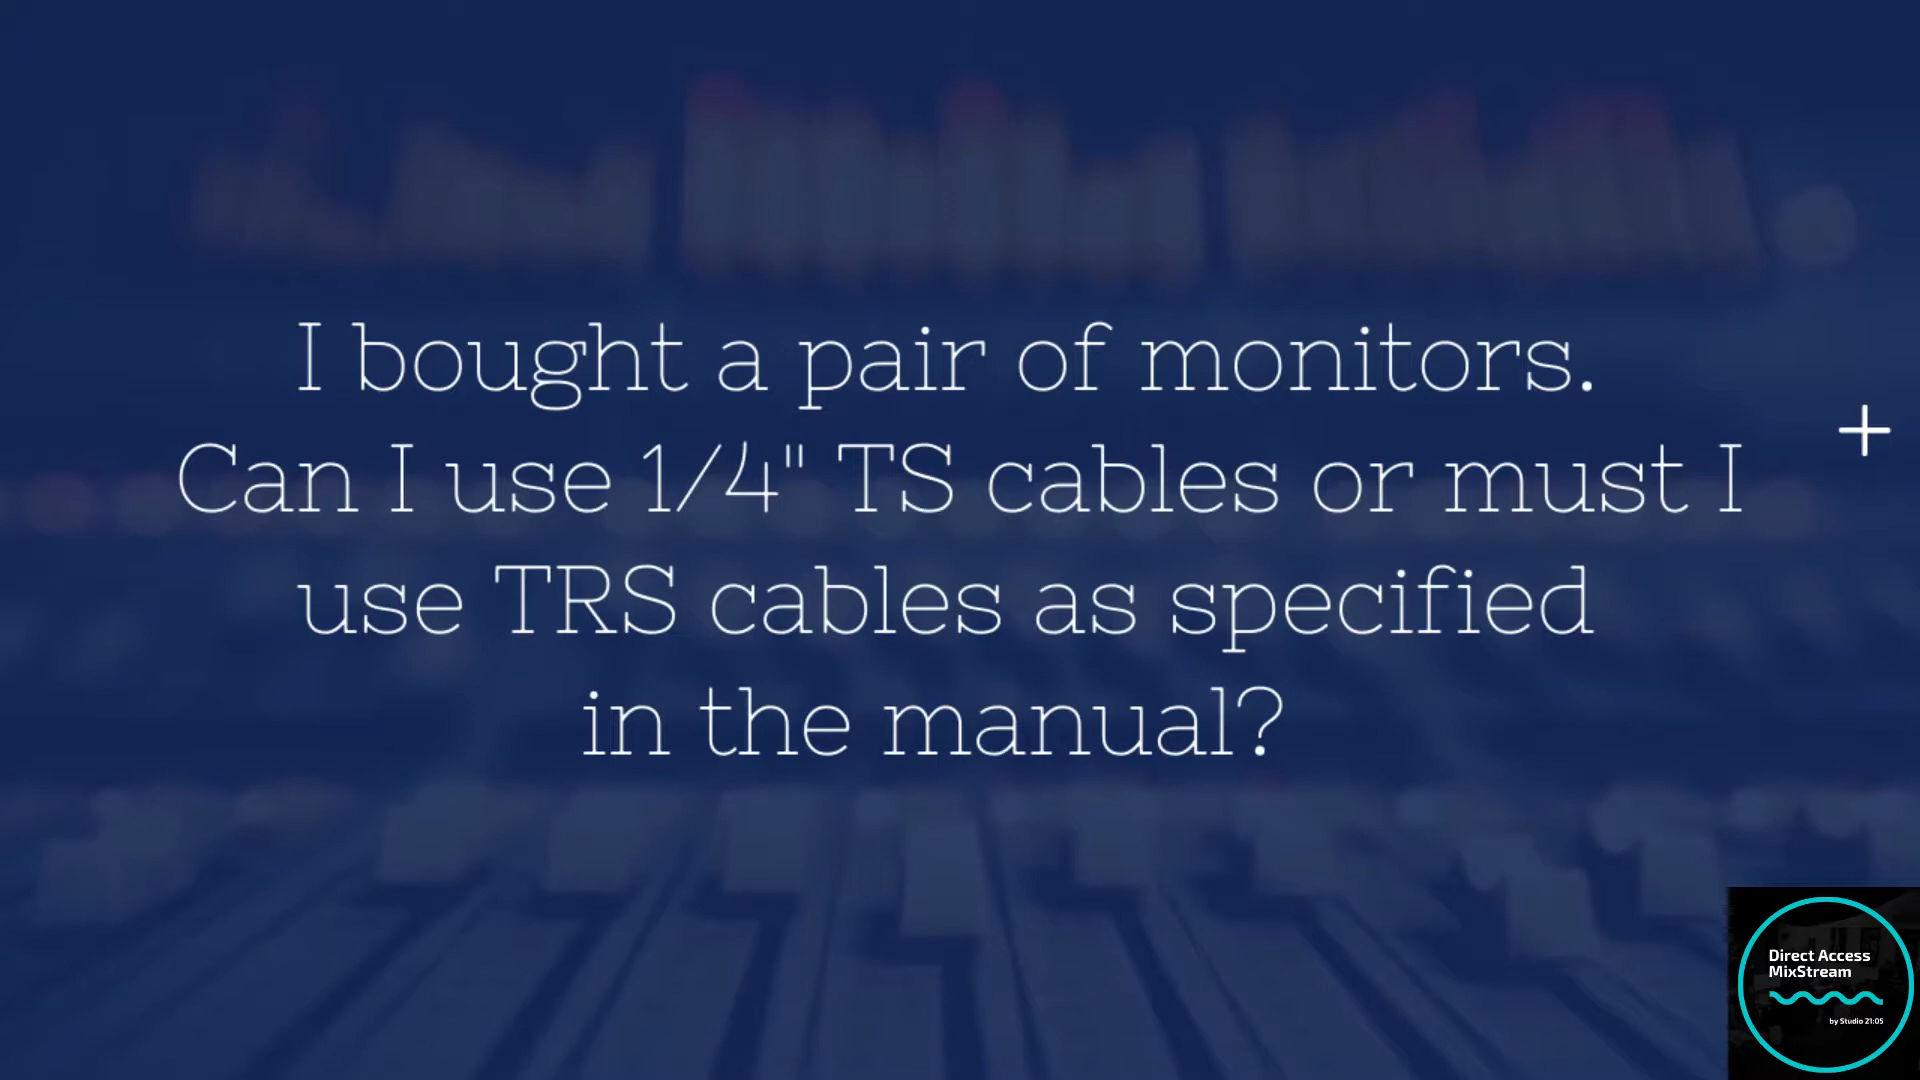 I bought a pair of monitors.
Can I use 1/4" TS cables or must I
use TRS cables as specified
in the manual?
Direct Access
MixStream
by Studio 21:05